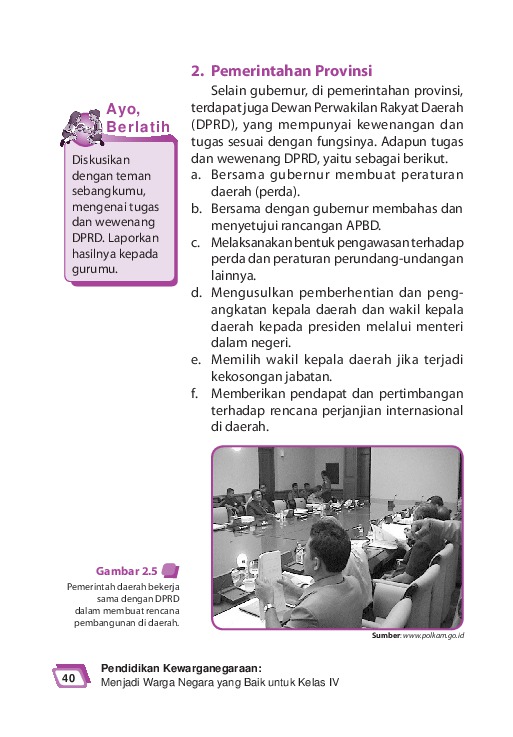 2. Pemerintahan Provinsi
Selain gubernur, di pemerintahan provinsi,
terdapat juga Dewan Perwakilan Rakyat Daerah
(DPRD), yang mempunyai kewenangan dan
tugas sesuai dengan fungsinya. Adapun tugas
dan wewenang DPRD, yaitu sebagai berikut.
a. Bersama gubernur membuat peraturan
daerah (perda).
b. Bersama dengan gubernur membahas dan
menyetujui rancangan APBD.
c. Melaksanakan bentuk pengawasan terhadap
perda dan peraturan perundang-undangan
lainnya.
d. Mengusulkan pemberhentian dan peng-
angkatan kepala daerah dan wakil kepala
daerah kepada presiden melalui menteri
dalam negeri.
e. Memilih wakil kepala daerah jika terjadi
kekosongan jabatan.
f. Memberikan pendapat dan pertimbangan
terhadap rencana perjanjian internasional
di daerah.
Ayo,
Berlatih
Diskusikan
dengan teman
sebangkumu,
mengenai tugas
dan wewenang
DPRD. Laporkan
hasilnya kepada
gurumu.
Gambar 2.5
Pemerintah daerah bekerja
sama dengan DPRD
dalam membuat rencana
pembangunan di daerah.
Sumber: www.polkam.go.id
40
Pendidikan Kewarganegaraan:
Menjadi Warga Negara yang Baik untuk Kelas IV